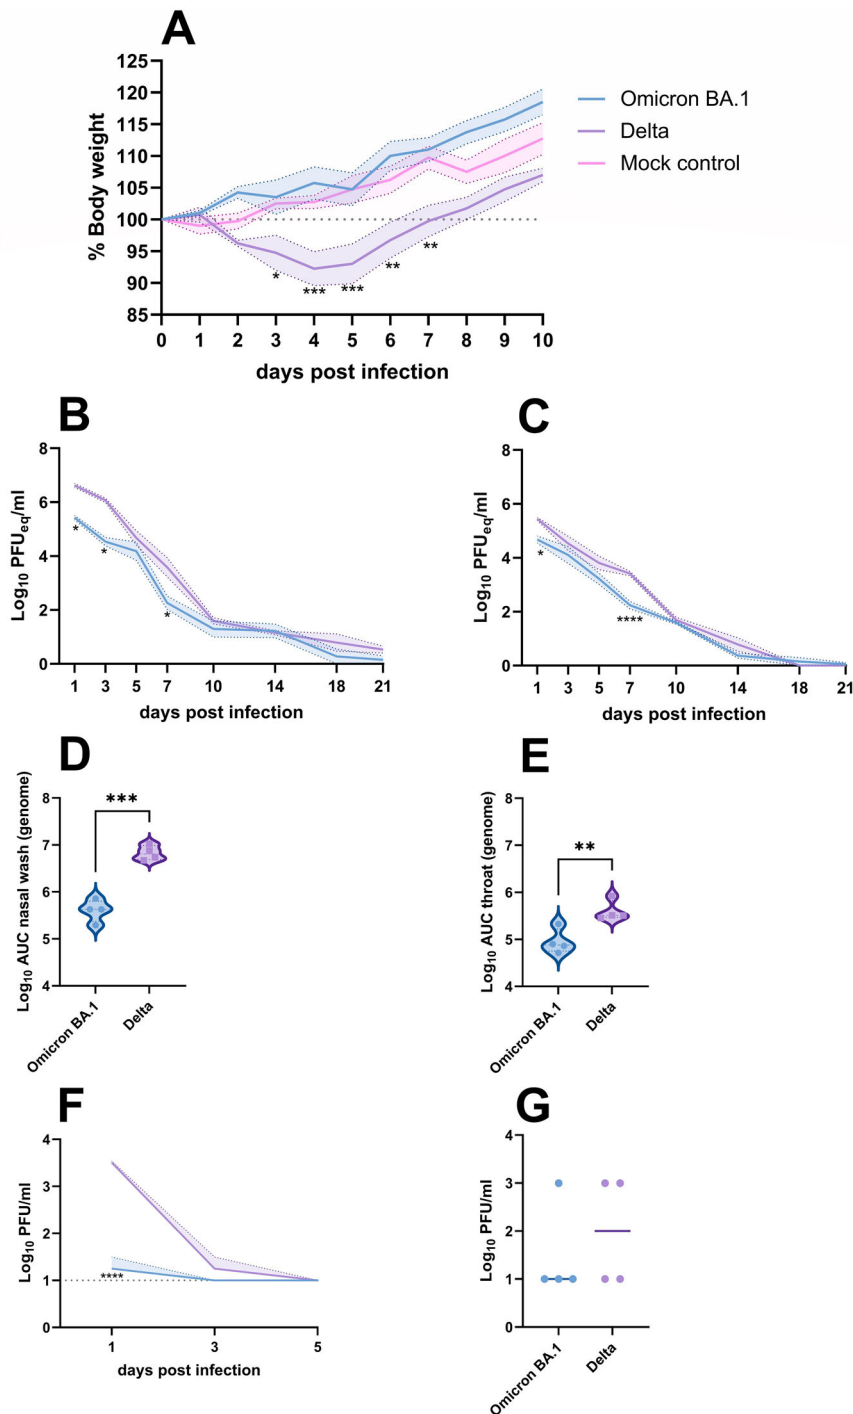 A
% Body weight
125
120
115
110
105
100
95
90
85
*
***
***
**
**
0 1 2 3 4 5 6 7 8 9 10
days post infection
Omicron BA.1
Delta
Mock control
B
Log10 PFUeq/ml
8
6
4
2
0
*
*
*
1 3 5 7 10 14 18 21
days post infection
C
Log10 PFUeq/ml
8
6
4
2
0
*
****
1 3 5 7 10 14 18 21
days post infection
D
Log10 AUC nasal wash (genome)
8
7
6
5
4
***
Omicron BA.1
Delta
E
Log10 AUC throat (genome)
8
7
6
5
4
**
Omicron BA.1
Delta
F
Log10 PFU/ml
4
3
2
1
0
****
1 3 5
days post infection
G
Log10 PFU/ml
4
3
2
1
0
Omicron BA.1
Delta